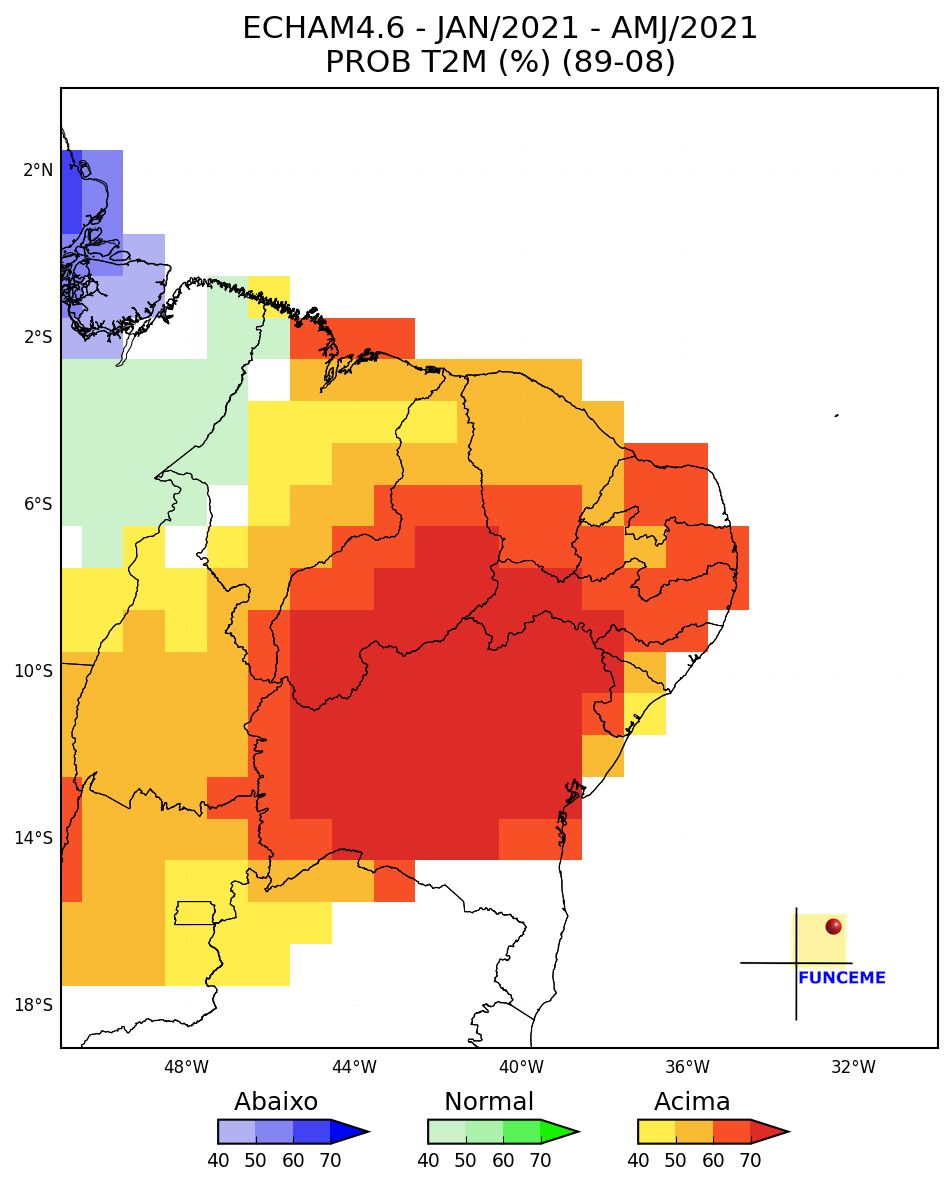 ECHAM4.6 - JAN/2021 - AMJ/2021
PROB T2M (%) (89-08)
2°N
2°S
6°S
10°S
14°S
18°S
FUNCEME
48°W 44°W 40°W 36°W 32°W
Abaixo Normal Acima
40 50 60 70 40 50 60 70 40 50 60 70